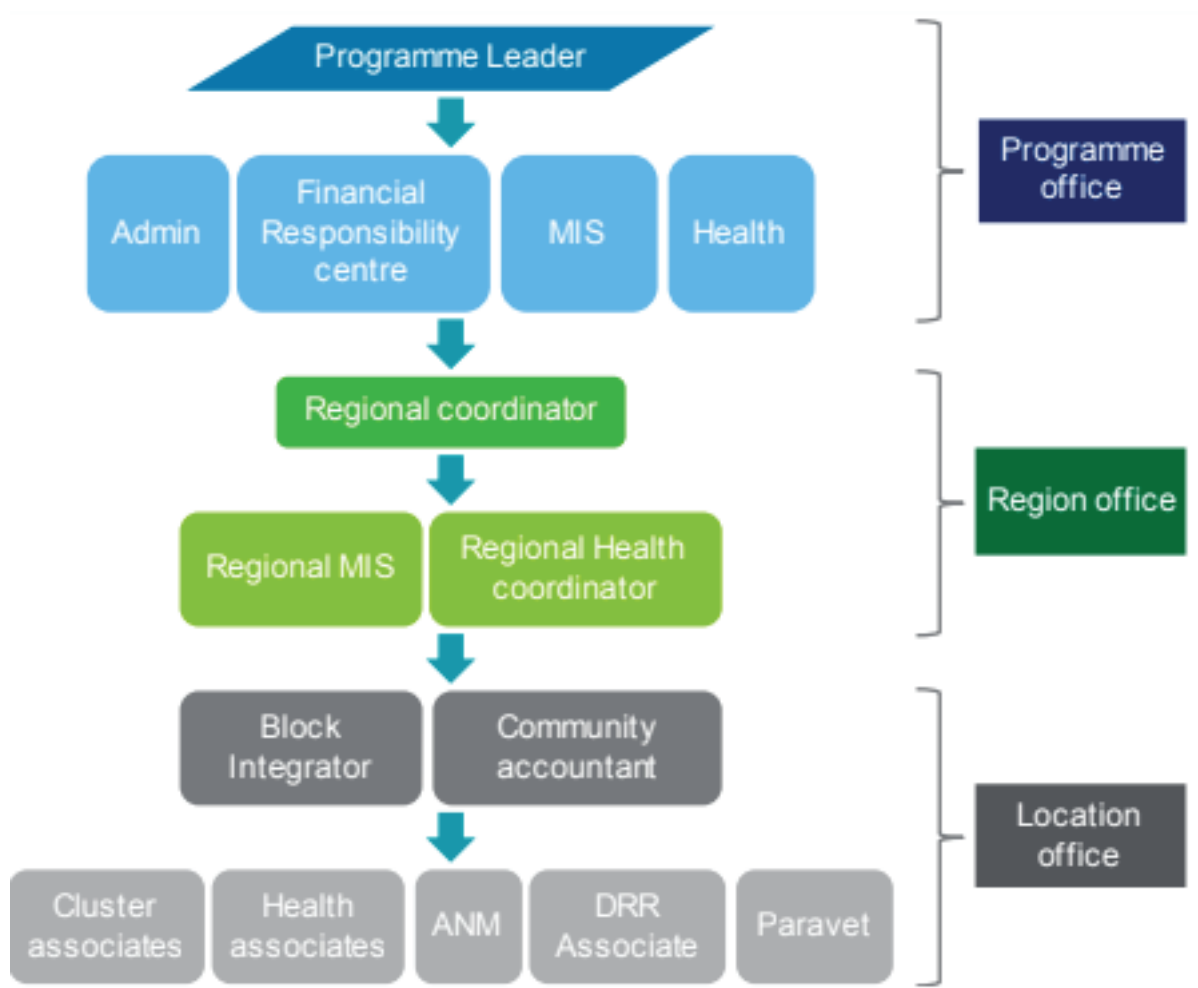 Programme Leader
Admin
Financial
Responsibility
centre
MIS
Health
Programme
office
Regional coordinator
Regional MIS
Regional Health
coordinator
Region office
Block
Integrator
Community
accountant
Location
office
Cluster
associates
Health
associates
ANM
DRR
Associate
Paravet